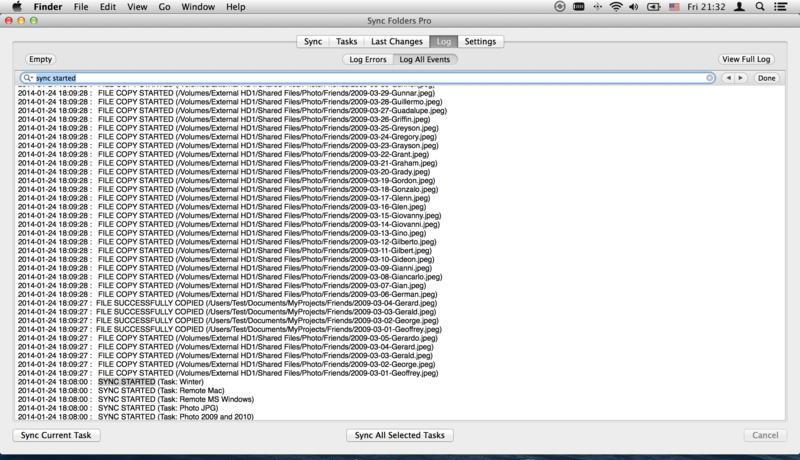 Finder File Edit View Go Window Help Fri 21:32
Sync Folders Pro
Sync Tasks Last Changes Log Settings
Empty Log Errors Log All Events View Full Log
sync started Done
2014-01-24 18:09:28 : FILE COPY STARTED (/Volumes/External HD1/Shared Files/Photo/Friends/2009-03-29-Gunnar.jpeg)
2014-01-24 18:09:28 : FILE COPY STARTED (/Volumes/External HD1/Shared Files/Photo/Friends/2009-03-28-Guillermo.jpeg)
2014-01-24 18:09:28 : FILE COPY STARTED (/Volumes/External HD1/Shared Files/Photo/Friends/2009-03-27-Guadalupe.jpeg)
2014-01-24 18:09:28 : FILE COPY STARTED (/Volumes/External HD1/Shared Files/Photo/Friends/2009-03-26-Griffin.jpeg)
2014-01-24 18:09:28 : FILE COPY STARTED (/Volumes/External HD1/Shared Files/Photo/Friends/2009-03-25-Greyson.jpeg)
2014-01-24 18:09:28 : FILE COPY STARTED (/Volumes/External HD1/Shared Files/Photo/Friends/2009-03-24-Gregory.jpeg)
2014-01-24 18:09:28 : FILE COPY STARTED (/Volumes/External HD1/Shared Files/Photo/Friends/2009-03-23-Grayson.jpeg)
2014-01-24 18:09:28 : FILE COPY STARTED (/Volumes/External HD1/Shared Files/Photo/Friends/2009-03-22-Grant.jpeg)
2014-01-24 18:09:28 : FILE COPY STARTED (/Volumes/External HD1/Shared Files/Photo/Friends/2009-03-21-Graham.jpeg)
2014-01-24 18:09:28 : FILE COPY STARTED (/Volumes/External HD1/Shared Files/Photo/Friends/2009-03-20-Grady.jpeg)
2014-01-24 18:09:28 : FILE COPY STARTED (/Volumes/External HD1/Shared Files/Photo/Friends/2009-03-19-Gordon.jpeg)
2014-01-24 18:09:28 : FILE COPY STARTED (/Volumes/External HD1/Shared Files/Photo/Friends/2009-03-18-Gonzalo.jpeg)
2014-01-24 18:09:28 : FILE COPY STARTED (/Volumes/External HD1/Shared Files/Photo/Friends/2009-03-17-Glenn.jpeg)
2014-01-24 18:09:28 : FILE COPY STARTED (/Volumes/External HD1/Shared Files/Photo/Friends/2009-03-16-Glen.jpeg)
2014-01-24 18:09:28 : FILE COPY STARTED (/Volumes/External HD1/Shared Files/Photo/Friends/2009-03-15-Giovanny.jpeg)
2014-01-24 18:09:28 : FILE COPY STARTED (/Volumes/External HD1/Shared Files/Photo/Friends/2009-03-14-Giovanni.jpeg)
2014-01-24 18:09:28 : FILE COPY STARTED (/Volumes/External HD1/Shared Files/Photo/Friends/2009-03-13-Gino.jpeg)
2014-01-24 18:09:28 : FILE COPY STARTED (/Volumes/External HD1/Shared Files/Photo/Friends/2009-03-12-Gilberto.jpeg)
2014-01-24 18:09:28 : FILE COPY STARTED (/Volumes/External HD1/Shared Files/Photo/Friends/2009-03-11-Gilbert.jpeg)
2014-01-24 18:09:28 : FILE COPY STARTED (/Volumes/External HD1/Shared Files/Photo/Friends/2009-03-10-Gideon.jpeg)
2014-01-24 18:09:28 : FILE COPY STARTED (/Volumes/External HD1/Shared Files/Photo/Friends/2009-03-09-Gianni.jpeg)
2014-01-24 18:09:28 : FILE COPY STARTED (/Volumes/External HD1/Shared Files/Photo/Friends/2009-03-08-Giancarlo.jpeg)
2014-01-24 18:09:28 : FILE COPY STARTED (/Volumes/External HD1/Shared Files/Photo/Friends/2009-03-07-Gian.jpeg)
2014-01-24 18:09:28 : FILE COPY STARTED (/Volumes/External HD1/Shared Files/Photo/Friends/2009-03-06-German.jpeg)
2014-01-24 18:09:27 : FILE SUCCESSFULLY COPIED (/Users/Test/Documents/MyProjects/Friends/2009-03-04-Gerard.jpeg)
2014-01-24 18:09:27 : FILE SUCCESSFULLY COPIED (/Users/Test/Documents/MyProjects/Friends/2009-03-03-Gerald.jpeg)
2014-01-24 18:09:27 : FILE SUCCESSFULLY COPIED (/Users/Test/Documents/MyProjects/Friends/2009-03-02-George.jpeg)
2014-01-24 18:09:27 : FILE SUCCESSFULLY COPIED (/Users/Test/Documents/MyProjects/Friends/2009-03-01-Geoffrey.jpeg)
2014-01-24 18:09:27 : FILE COPY STARTED (/Volumes/External HD1/Shared Files/Photo/Friends/2009-03-05-Gerardo.jpeg)
2014-01-24 18:09:27 : FILE COPY STARTED (/Volumes/External HD1/Shared Files/Photo/Friends/2009-03-04-Gerard.jpeg)
2014-01-24 18:09:27 : FILE COPY STARTED (/Volumes/External HD1/Shared Files/Photo/Friends/2009-03-03-Gerald.jpeg)
2014-01-24 18:09:27 : FILE COPY STARTED (/Volumes/External HD1/Shared Files/Photo/Friends/2009-03-02-George.jpeg)
2014-01-24 18:09:27 : FILE COPY STARTED (/Volumes/External HD1/Shared Files/Photo/Friends/2009-03-01-Geoffrey.jpeg)
2014-01-24 18:08:00 : SYNC STARTED (Task: Winter)
2014-01-24 18:08:00 : SYNC STARTED (Task: Remote Mac)
2014-01-24 18:08:00 : SYNC STARTED (Task: Remote MS Windows)
2014-01-24 18:08:00 : SYNC STARTED (Task: Photo JPG)
2014-01-24 18:08:00 : SYNC STARTED (Task: Photo 2009 and 2010)
Sync Current Task Sync All Selected Tasks Cancel